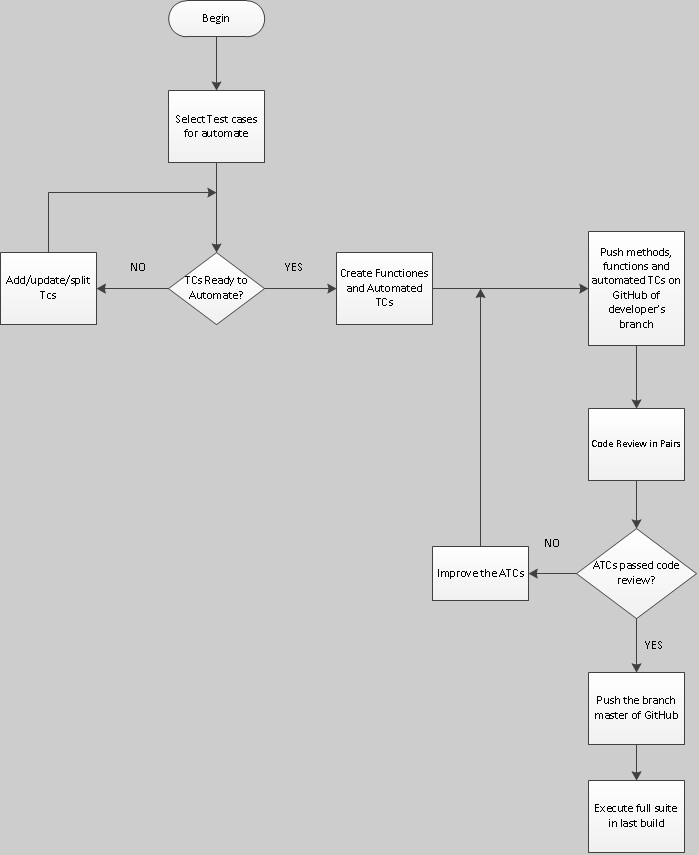 Begin
Select Test cases
for automate
NO
TCs Ready to
Automate?
YES
Add/update/split
Tcs
Create Functiones
and Automated
TCs
Push methods,
functions and
automated TCs on
GitHub of
developer's
branch
Code Review in Pairs
NO
ATCs passed code
review?
Improve the ATCs
YES
Push the branch
master of GitHub
Execute full suite
in last build